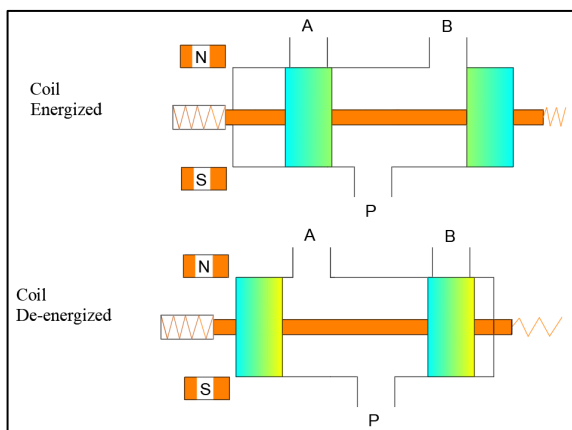 A B
N
Coil
Energized
S
P
A B
N
Coil
De-energized
S
P